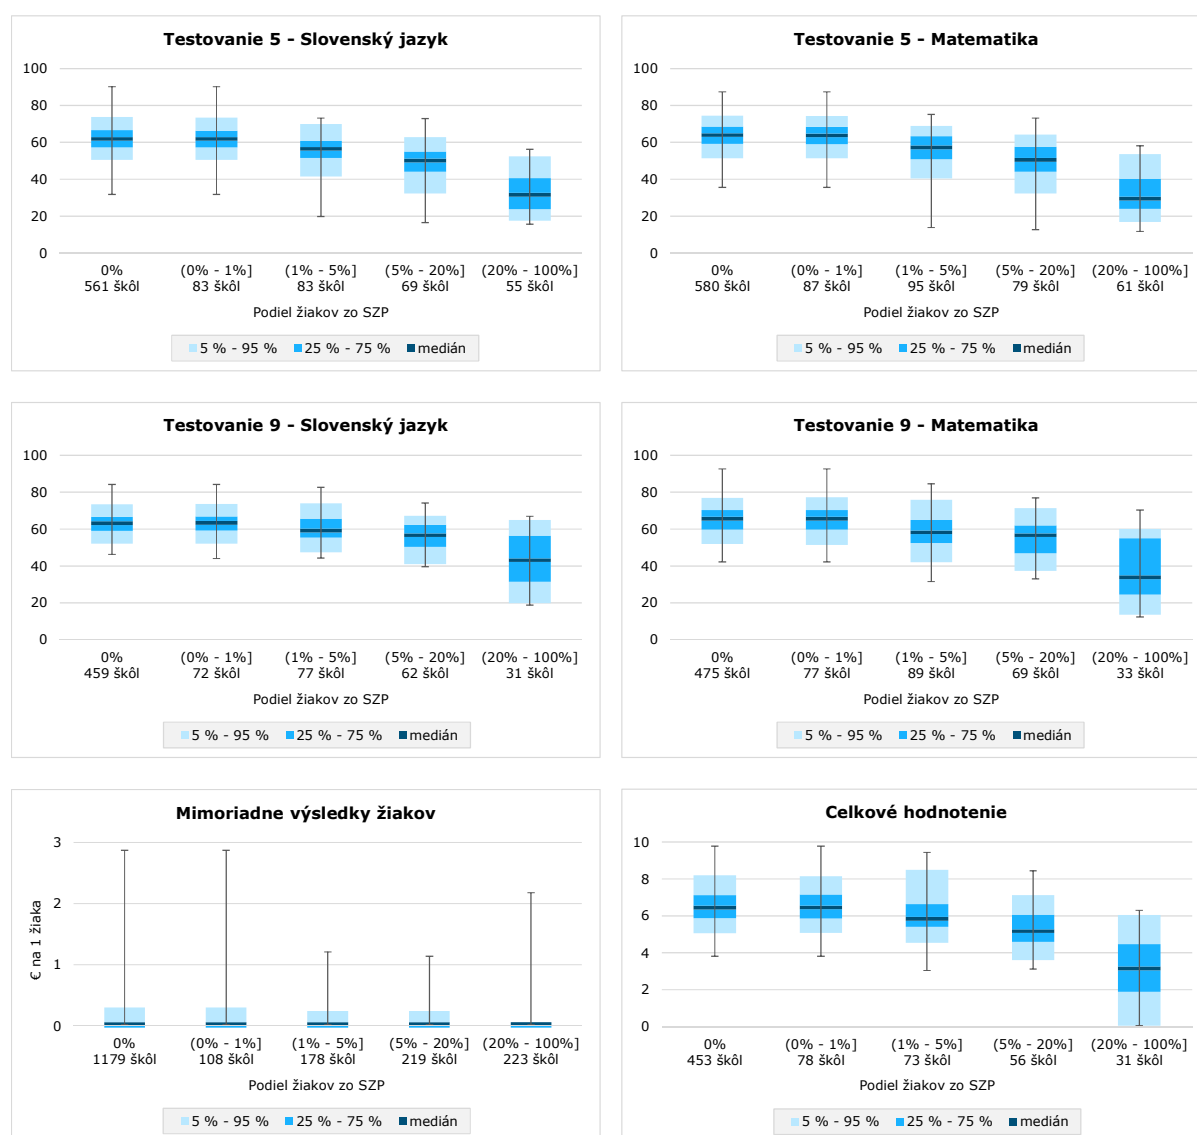 Testovanie 5 - Slovenský jazyk
100
80
60
40
20
0
0% (0% - 1%] (1% - 5%] (5% - 20%] (20% - 100%]
561 škôl 83 škôl 83 škôl 69 škôl 55 škôl
Podiel žiakov zo SZP
5 % - 95 % 25 % - 75 % medián
Testovanie 5 - Matematika
100
80
60
40
20
0
0% (0% - 1%] (1% - 5%] (5% - 20%] (20% - 100%]
580 škôl 87 škôl 95 škôl 79 škôl 61 škôl
Podiel žiakov zo SZP
5 % - 95 % 25 % - 75 % medián
Testovanie 9 - Slovenský jazyk
100
80
60
40
20
0
0% (0% - 1%] (1% - 5%] (5% - 20%] (20% - 100%]
459 škôl 72 škôl 77 škôl 62 škôl 31 škôl
Podiel žiakov zo SZP
5 % - 95 % 25 % - 75 % medián
Testovanie 9 - Matematika
100
80
60
40
20
0
0% (0% - 1%] (1% - 5%] (5% - 20%] (20% - 100%]
475 škôl 77 škôl 89 škôl 69 škôl 33 škôl
Podiel žiakov zo SZP
5 % - 95 % 25 % - 75 % medián
Mimoriadne výsledky žiakov
€ na 1 žiaka
3
2
1
0
0% (0% - 1%] (1% - 5%] (5% - 20%] (20% - 100%]
1179 škôl 108 škôl 178 škôl 219 škôl 223 škôl
Podiel žiakov zo SZP
5 % - 95 % 25 % - 75 % medián
Celkové hodnotenie
10
8
6
4
2
0
0% (0% - 1%] (1% - 5%] (5% - 20%] (20% - 100%]
453 škôl 78 škôl 73 škôl 56 škôl 31 škôl
Podiel žiakov zo SZP
5 % - 95 % 25 % - 75 % medián